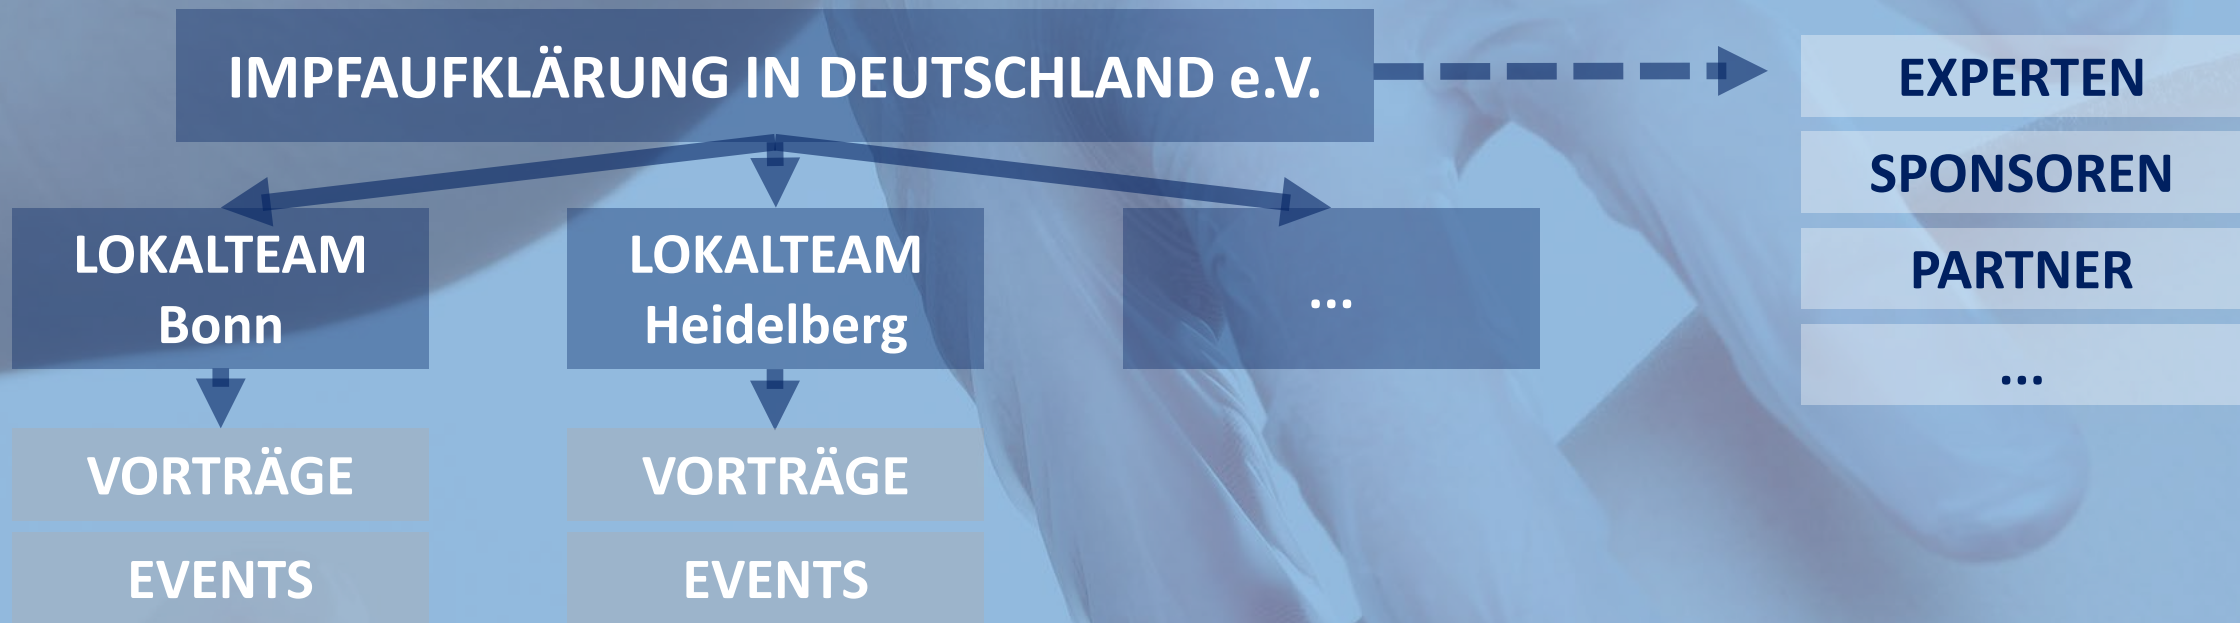 IMPFAUFKLÄRUNG IN DEUTSCHLAND e.V.
EXPERTEN
SPONSOREN
PARTNER
...
LOKALTEAM
Bonn
LOKALTEAM
Heidelberg
...
VORTRÄGE
VORTRÄGE
EVENTS
EVENTS